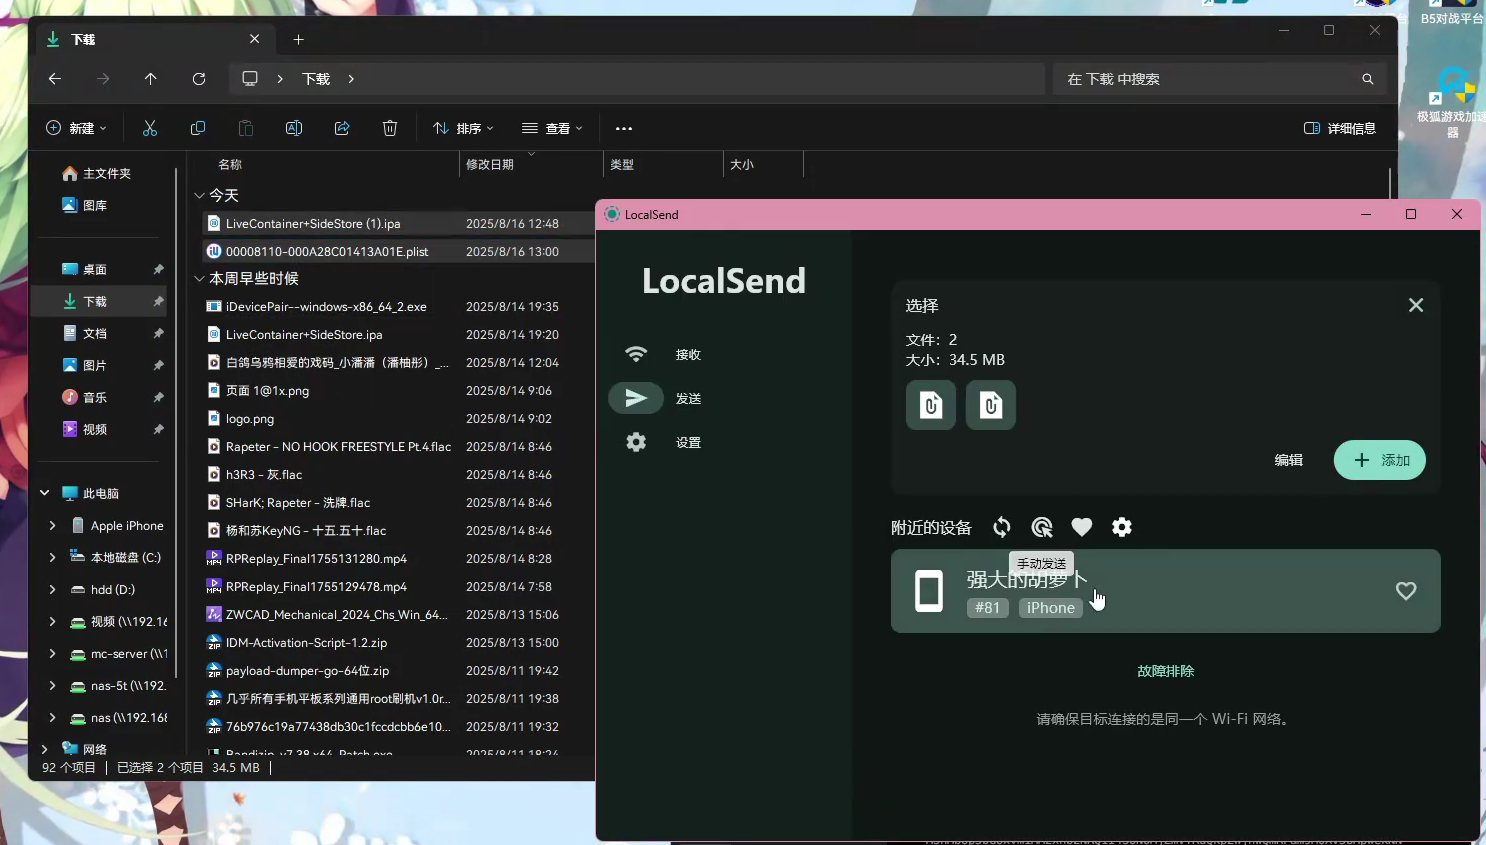 B5对战平台
极狐游戏加速
器
下载
下载
在 下载 中搜索
新建
排序
查看
详细信息
主文件夹
图库
桌面
下载
文档
图片
音乐
视频
此电脑
Apple iPhone
本地磁盘 (C:)
hdd (D:)
视频 (\\192.16
mc-server (\\1
nas-5t (\\192.
nas (\\192.168
网络
名称 修改日期 类型 大小
今天
LiveContainer+SideStore (1).ipa 2025/8/16 12:48
00008110-000A28C01413A01E.plist 2025/8/16 13:00
本周早些时候
iDevicePair--windows-x86_64_2.exe 2025/8/14 19:35
LiveContainer+SideStore.ipa 2025/8/14 19:20
白鸽乌鸦相爱的戏码_小潘潘（潘柚彤）_... 2025/8/14 12:04
页面 1@1x.png 2025/8/14 9:06
logo.png 2025/8/14 9:02
Rapeter - NO HOOK FREESTYLE Pt.4.flac 2025/8/14 8:46
h3R3 - 灰.flac 2025/8/14 8:46
SHarK; Rapeter - 洗牌.flac 2025/8/14 8:46
杨和苏KeyNG - 十五.五十.flac 2025/8/14 8:46
RPReplay_Final1755131280.mp4 2025/8/14 8:28
RPReplay_Final1755129478.mp4 2025/8/14 7:58
ZWCAD_Mechanical_2024_Chs_Win_64... 2025/8/13 15:06
IDM-Activation-Script-1.2.zip 2025/8/13 15:00
payload-dumper-go-64位.zip 2025/8/11 19:42
几乎所有手机平板系列通用root刷机v1.0r... 2025/8/11 19:38
76b976c19a77438db30c1fccdcbb6e10... 2025/8/11 19:32
Bandizip_v7.38_x64_Patch.exe 2025/8/11 18:24
92 个项目 已选择 2 个项目 34.5 MB
LocalSend
LocalSend
接收
发送
设置
选择
文件：2
大小：34.5 MB
编辑
添加
附近的设备
手动发送
强大的胡萝卜
#81 iPhone
故障排除
请确保目标连接的是同一个 Wi-Fi 网络。